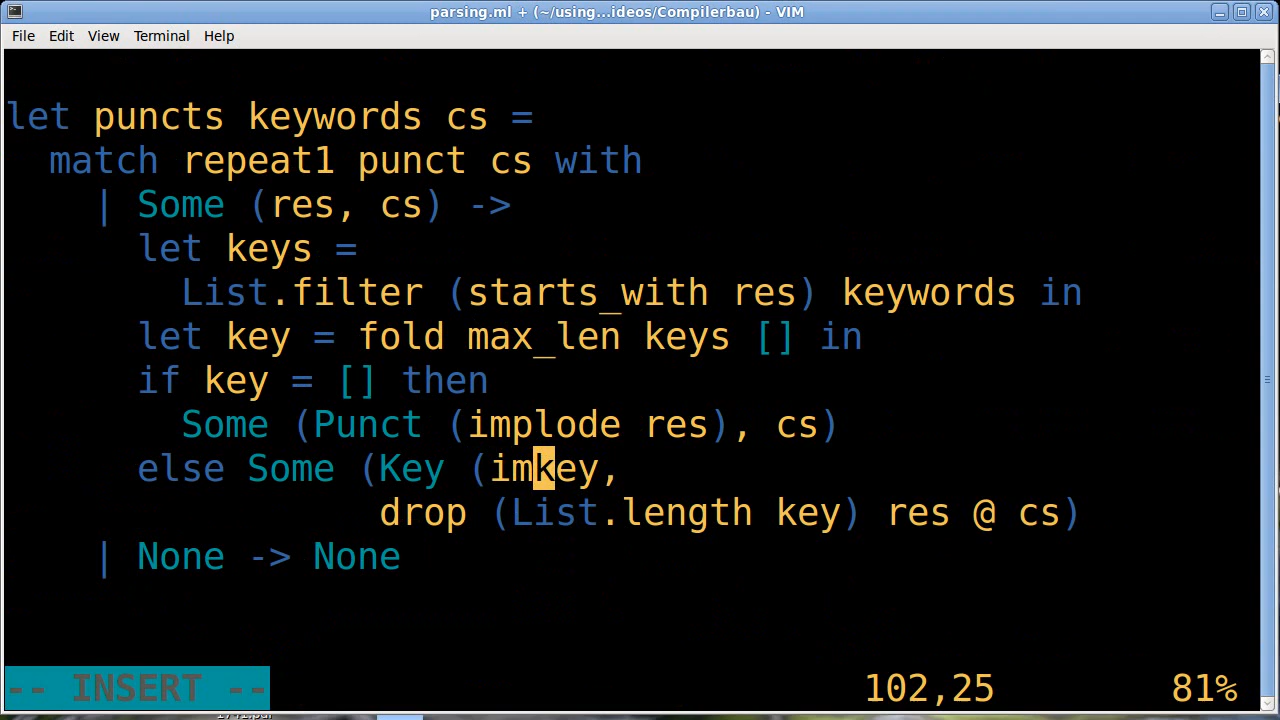 parsing.ml + (~/using...ideos/Compilerbau) - VIM
File Edit View Terminal Help
let puncts keywords cs =
  match repeat1 punct cs with
    | Some (res, cs) ->
      let keys =
        List.filter (starts_with res) keywords in
      let key = fold max_len keys [] in
      if key = [] then
        Some (Punct (implode res), cs)
      else Some (Key (imkey,
                 drop (List.length key) res @ cs)
    | None -> None
-- INSERT -- 102,25 81%